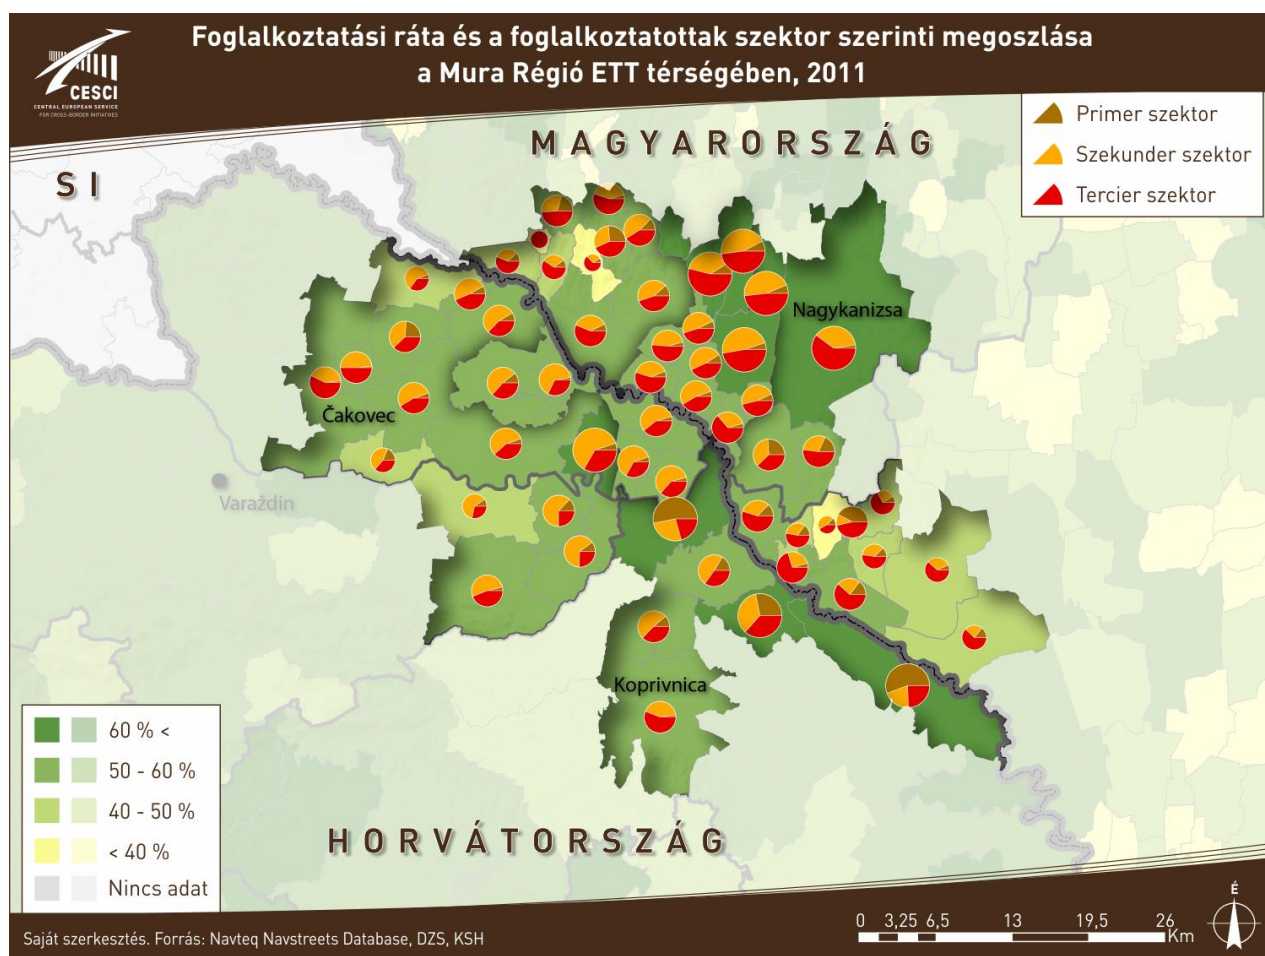 Foglalkoztatási ráta és a foglalkoztatottak szektor szerinti megoszlása
a Mura Régió ETT térségében, 2011
CESCI
CENTRAL EUROPEAN SERVICE
FOR CROSS-BORDER INITIATIVES
Primer szektor
Szekunder szektor
Tercier szektor
MAGYARORSZÁG
SI
Nagykanizsa
Čakovec
Varaždin
Koprivnica
HORVÁTORSZÁG
60 % <
50 - 60 %
40 - 50 %
< 40 %
Nincs adat
Saját szerkesztés. Forrás: Navteq Navstreets Database, DZS, KSH
0 3,25 6,5 13 19,5 26
Km
É